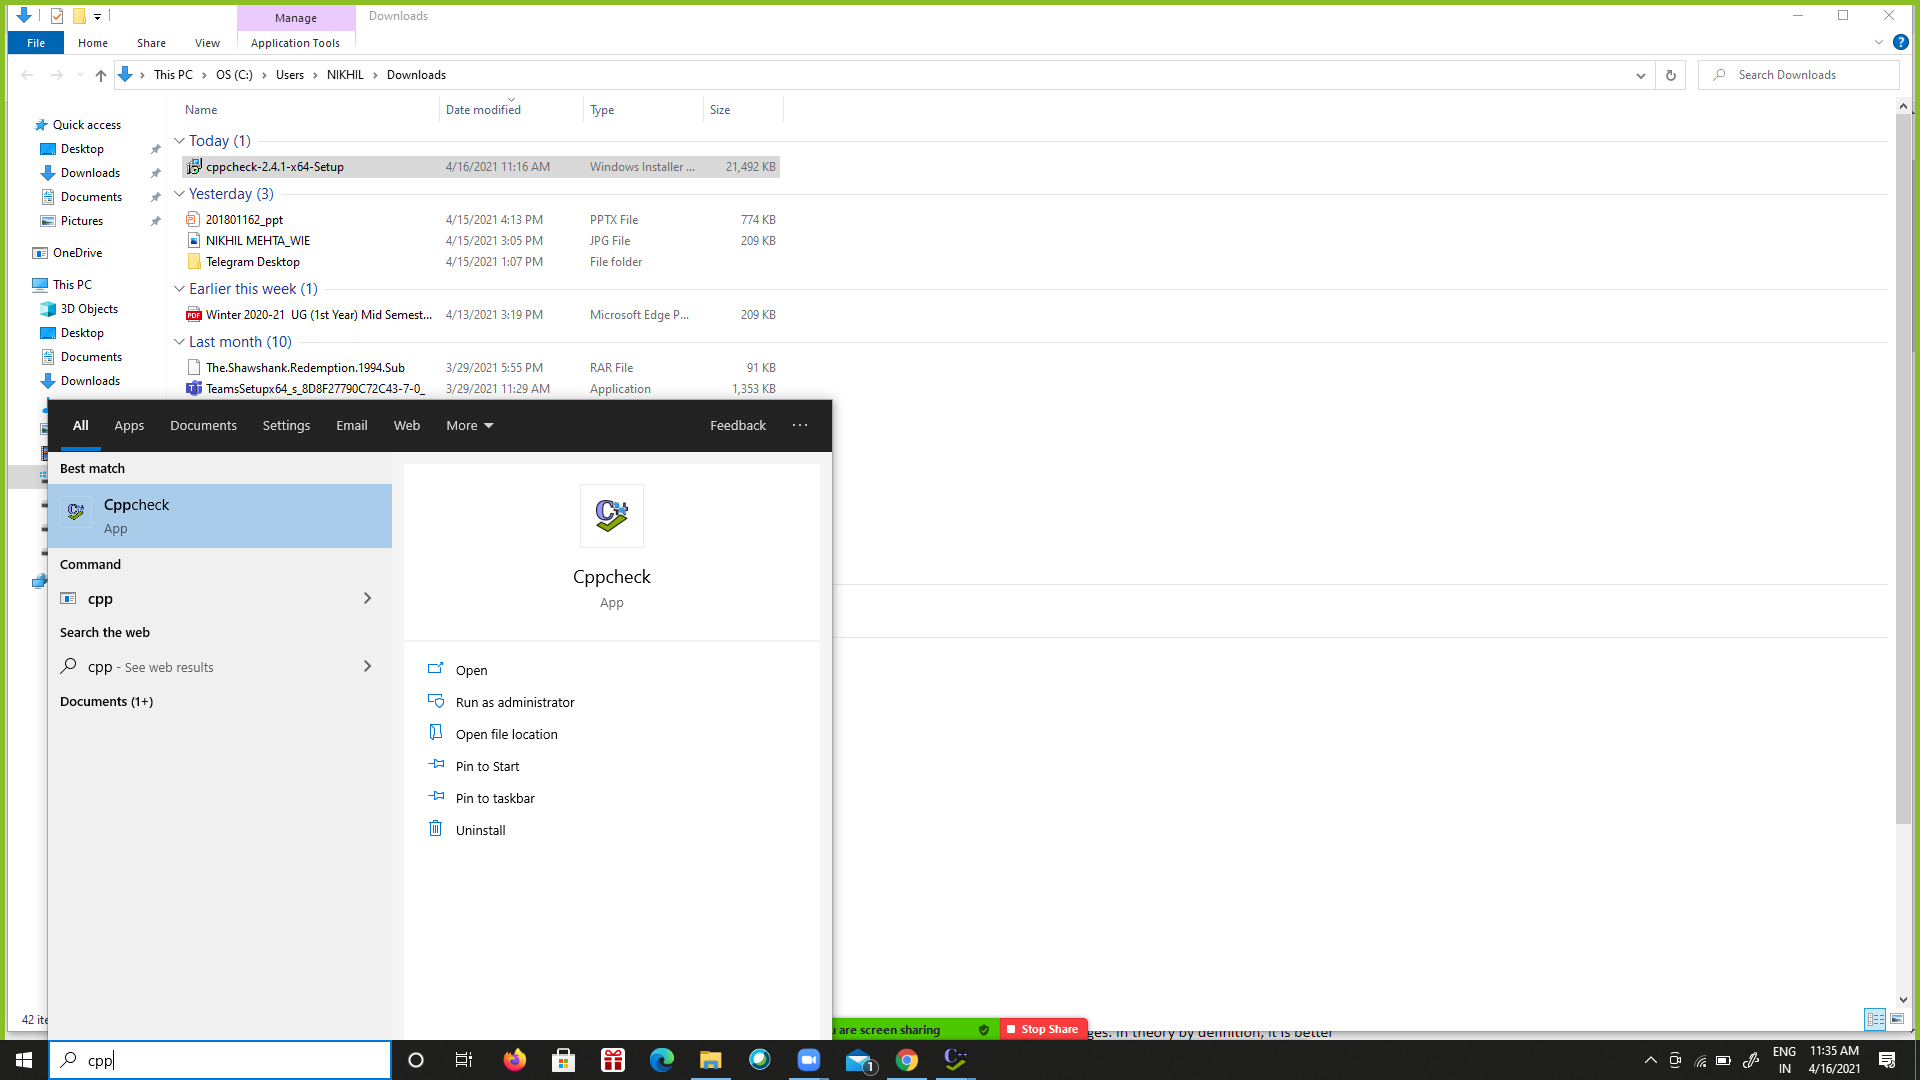 Manage
Downloads
File
Home
Share
View
Application Tools
This PC
OS (C:)
Users
NIKHIL
Downloads
Search Downloads
Name
Date modified
Type
Size
Quick access
Desktop
Downloads
Documents
Pictures
OneDrive
This PC
3D Objects
Desktop
Documents
Downloads
Today (1)
cppcheck-2.4.1-x64-Setup 4/16/2021 11:16 AM Windows Installer ... 21,492 KB
Yesterday (3)
201801162_ppt 4/15/2021 4:13 PM PPTX File 774 KB
NIKHIL MEHTA_WIE 4/15/2021 3:05 PM JPG File 209 KB
Telegram Desktop 4/15/2021 1:07 PM File folder
Earlier this week (1)
Winter 2020-21 UG (1st Year) Mid Semest... 4/13/2021 3:19 PM Microsoft Edge P... 209 KB
Last month (10)
The.Shawshank.Redemption.1994.Sub 3/29/2021 5:55 PM RAR File 91 KB
TeamsSetupx64_s_8D8F27790C72C43-7-0_ 3/29/2021 11:29 AM Application 1,353 KB
All
Apps
Documents
Settings
Email
Web
More
Feedback
Best match
Cppcheck
App
Command
cpp
Search the web
cpp - See web results
Documents (1+)
Cppcheck
App
Open
Run as administrator
Open file location
Pin to Start
Pin to taskbar
Uninstall
42
are screen sharing
Stop Share
In theory by definition, it is better
cpp
1
ENG
IN
11:35 AM
4/16/2021